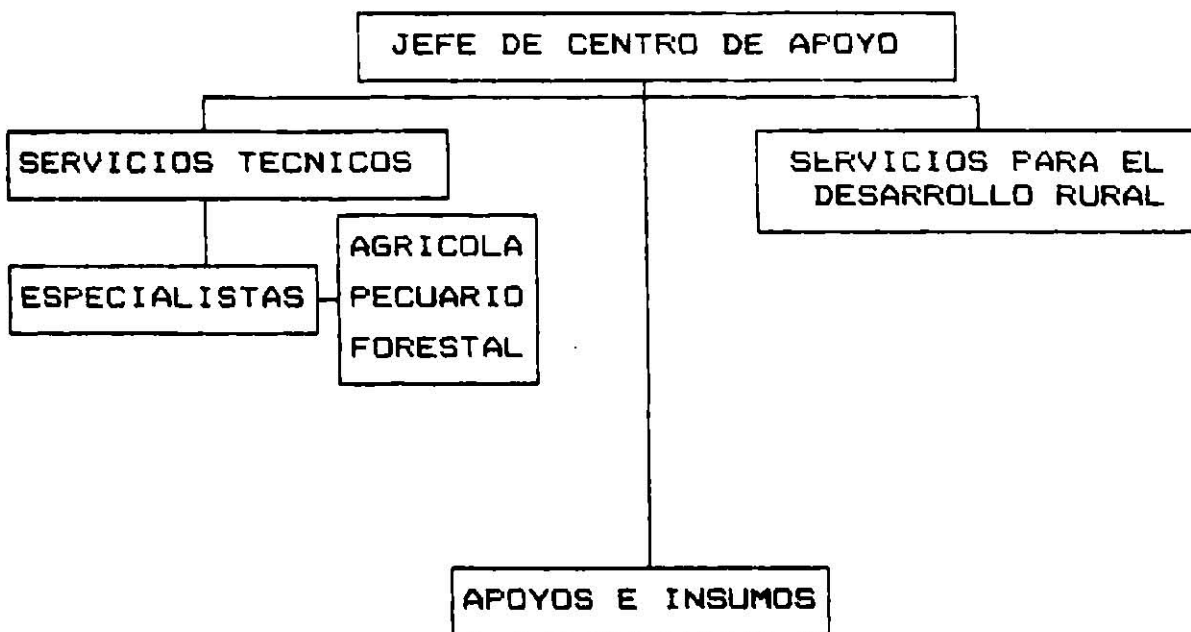 JEFE DE CENTRO DE APOYO
SERVICIOS TECNICOS
SERVICIOS PARA EL
DESARROLLO RURAL
ESPECIALISTAS
AGRICOLA
PECUARIO
FORESTAL
APOYOS E INSUMOS